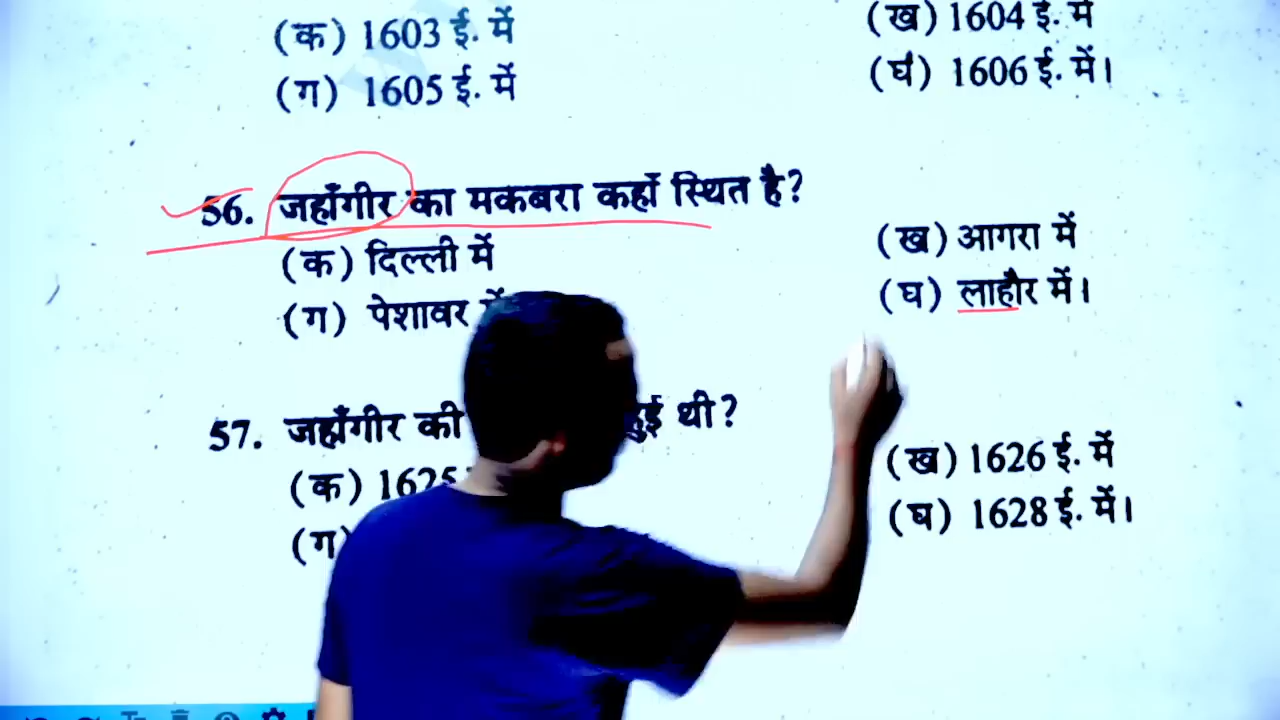 (क) 1603 ई. में
(ख) 1604 ई. में
(ग) 1605 ई. में
(घ) 1606 ई. में।
56. जहाँगीर का मकबरा कहाँ स्थित है?
(क) दिल्ली में
(ख) आगरा में
(ग) पेशावर में
(घ) लाहौर में।
57. जहाँगीर की हुई थी?
(क) 1625
(ख) 1626 ई. में
(घ) 1628 ई. में।
(ग)